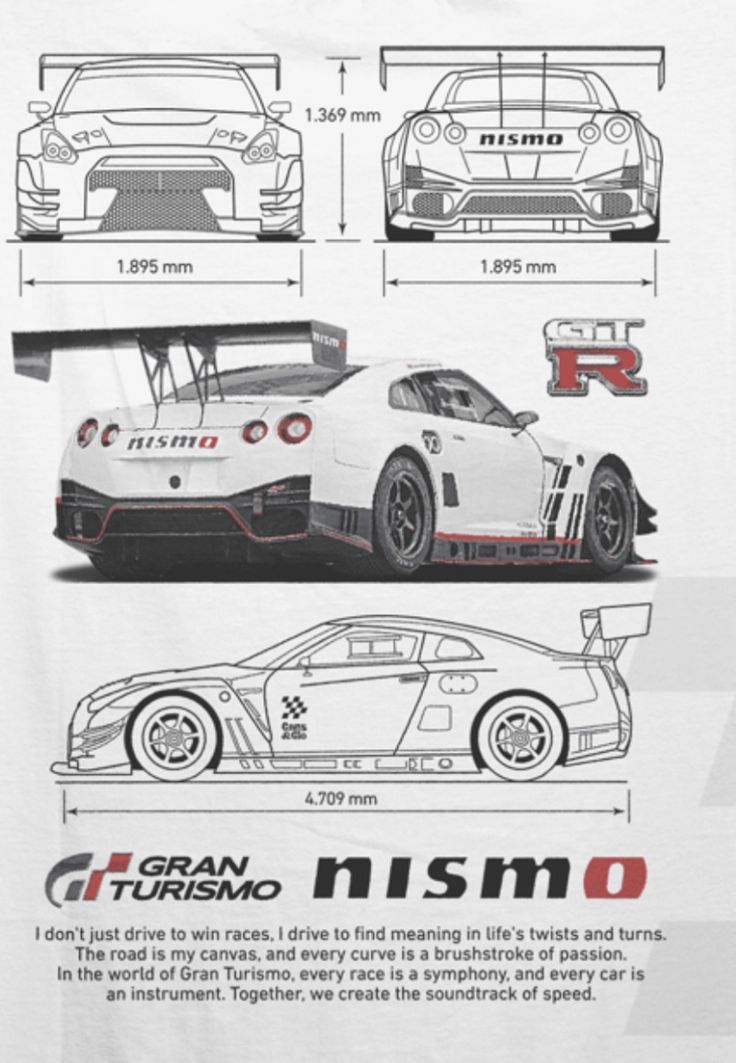 1.369 mm
nismo
1.895 mm
1.895 mm
nismo
GT
R
nismo
Cars
&Clo
4.709 mm
GRAN
TURISMO
nismo
I don't just drive to win races, I drive to find meaning in life's twists and turns.
The road is my canvas, and every curve is a brushstroke of passion.
In the world of Gran Turismo, every race is a symphony, and every car is
an instrument. Together, we create the soundtrack of speed.